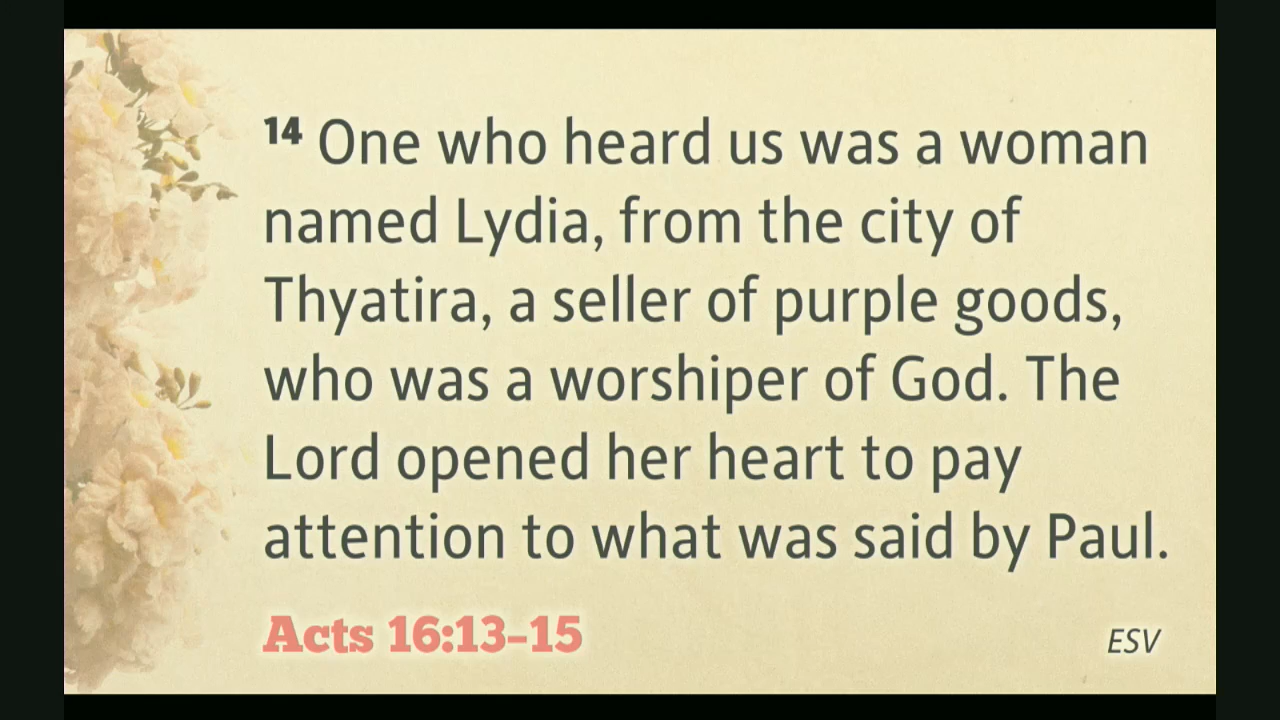 14 One who heard us was a woman
named Lydia, from the city of
Thyatira, a seller of purple goods,
who was a worshiper of God. The
Lord opened her heart to pay
attention to what was said by Paul.
Acts 16:13–15
ESV